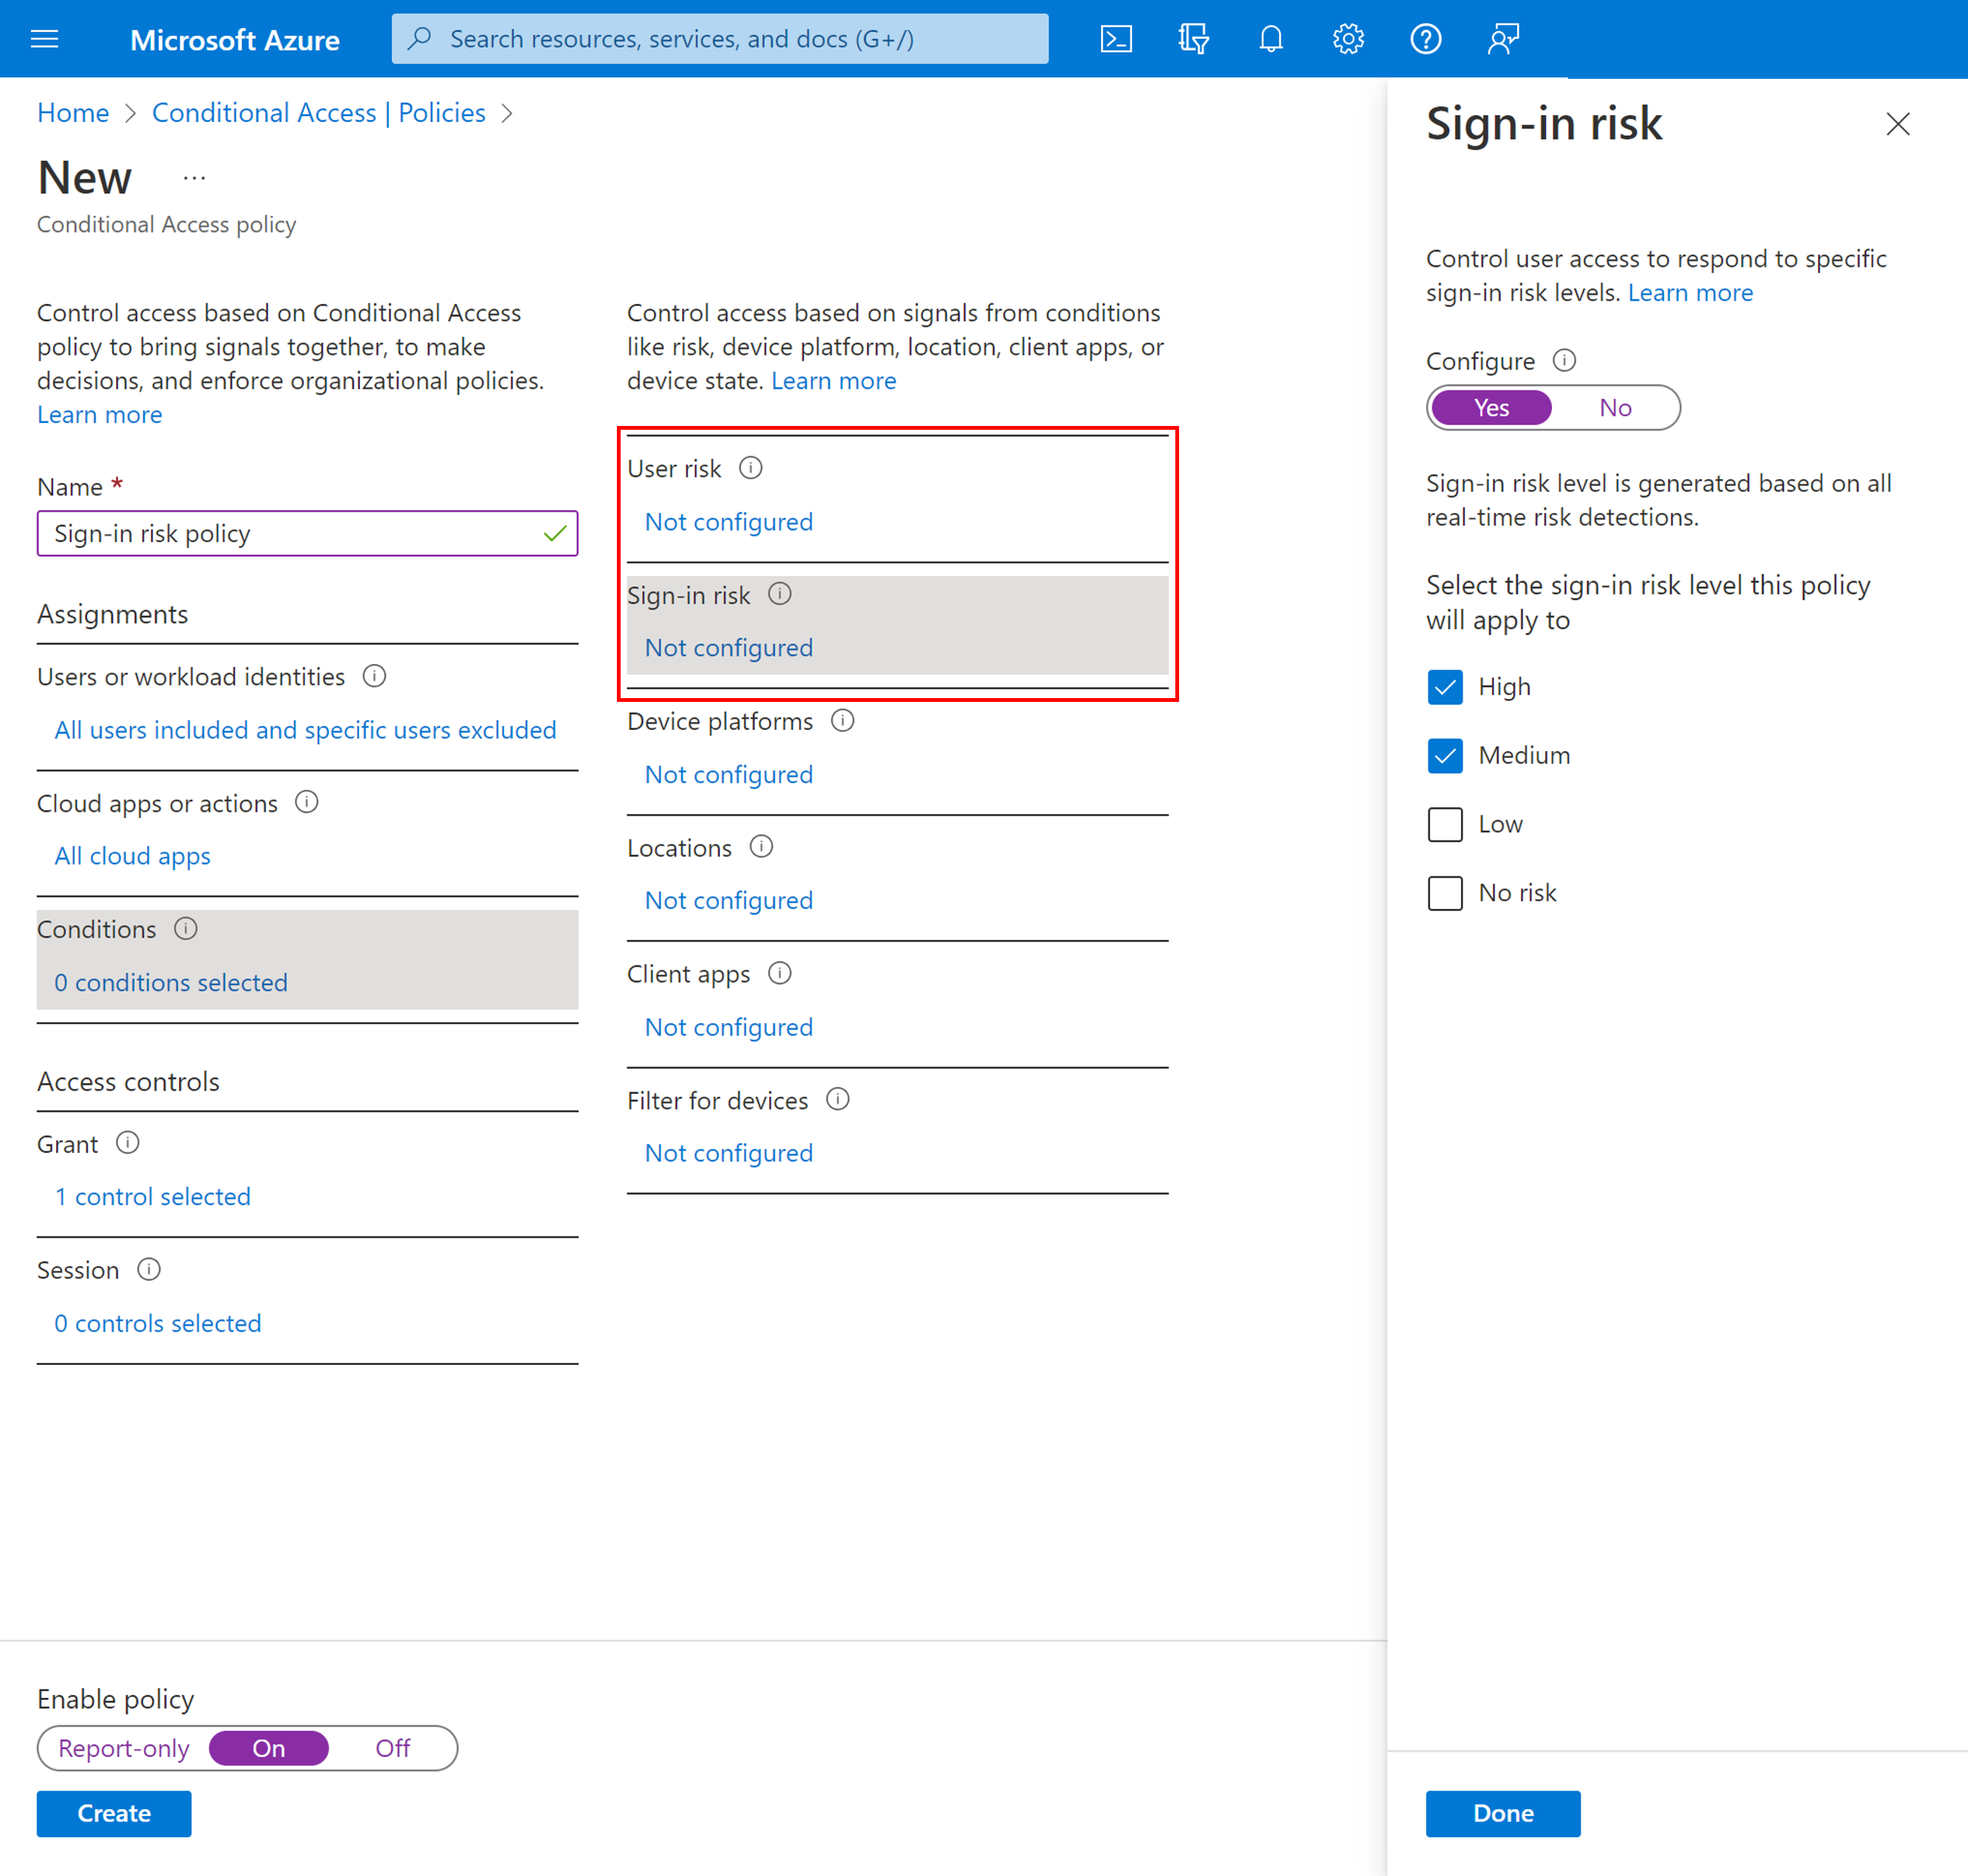 Microsoft Azure
Search resources, services, and docs (G+/)
Home > Conditional Access | Policies >
New ...
Conditional Access policy
Control access based on Conditional Access
policy to bring signals together, to make
decisions, and enforce organizational policies.
Learn more
Name *
Sign-in risk policy
Assignments
Users or workload identities
All users included and specific users excluded
Cloud apps or actions
All cloud apps
Conditions
0 conditions selected
Access controls
Grant
1 control selected
Session
0 controls selected
Control access based on signals from conditions
like risk, device platform, location, client apps, or
device state. Learn more
User risk
Not configured
Sign-in risk
Not configured
Device platforms
Not configured
Locations
Not configured
Client apps
Not configured
Filter for devices
Not configured
Enable policy
Report-only On Off
Create
Sign-in risk
Control user access to respond to specific
sign-in risk levels. Learn more
Configure
Yes No
Sign-in risk level is generated based on all
real-time risk detections.
Select the sign-in risk level this policy
will apply to
High
Medium
Low
No risk
Done